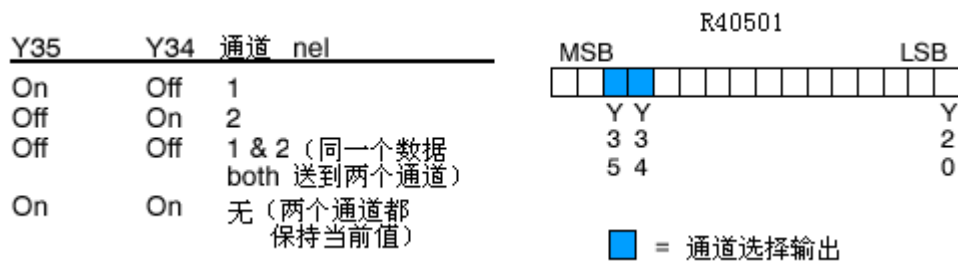 Y35 Y34 通道 nel
On Off 1
Off On 2
Off Off 1 & 2（同一个数据
both 送到两个通道）
On On 无（两个通道都
保持当前值）
R40501
MSB LSB
Y Y Y
3 3 2
5 4 0
= 通道选择输出